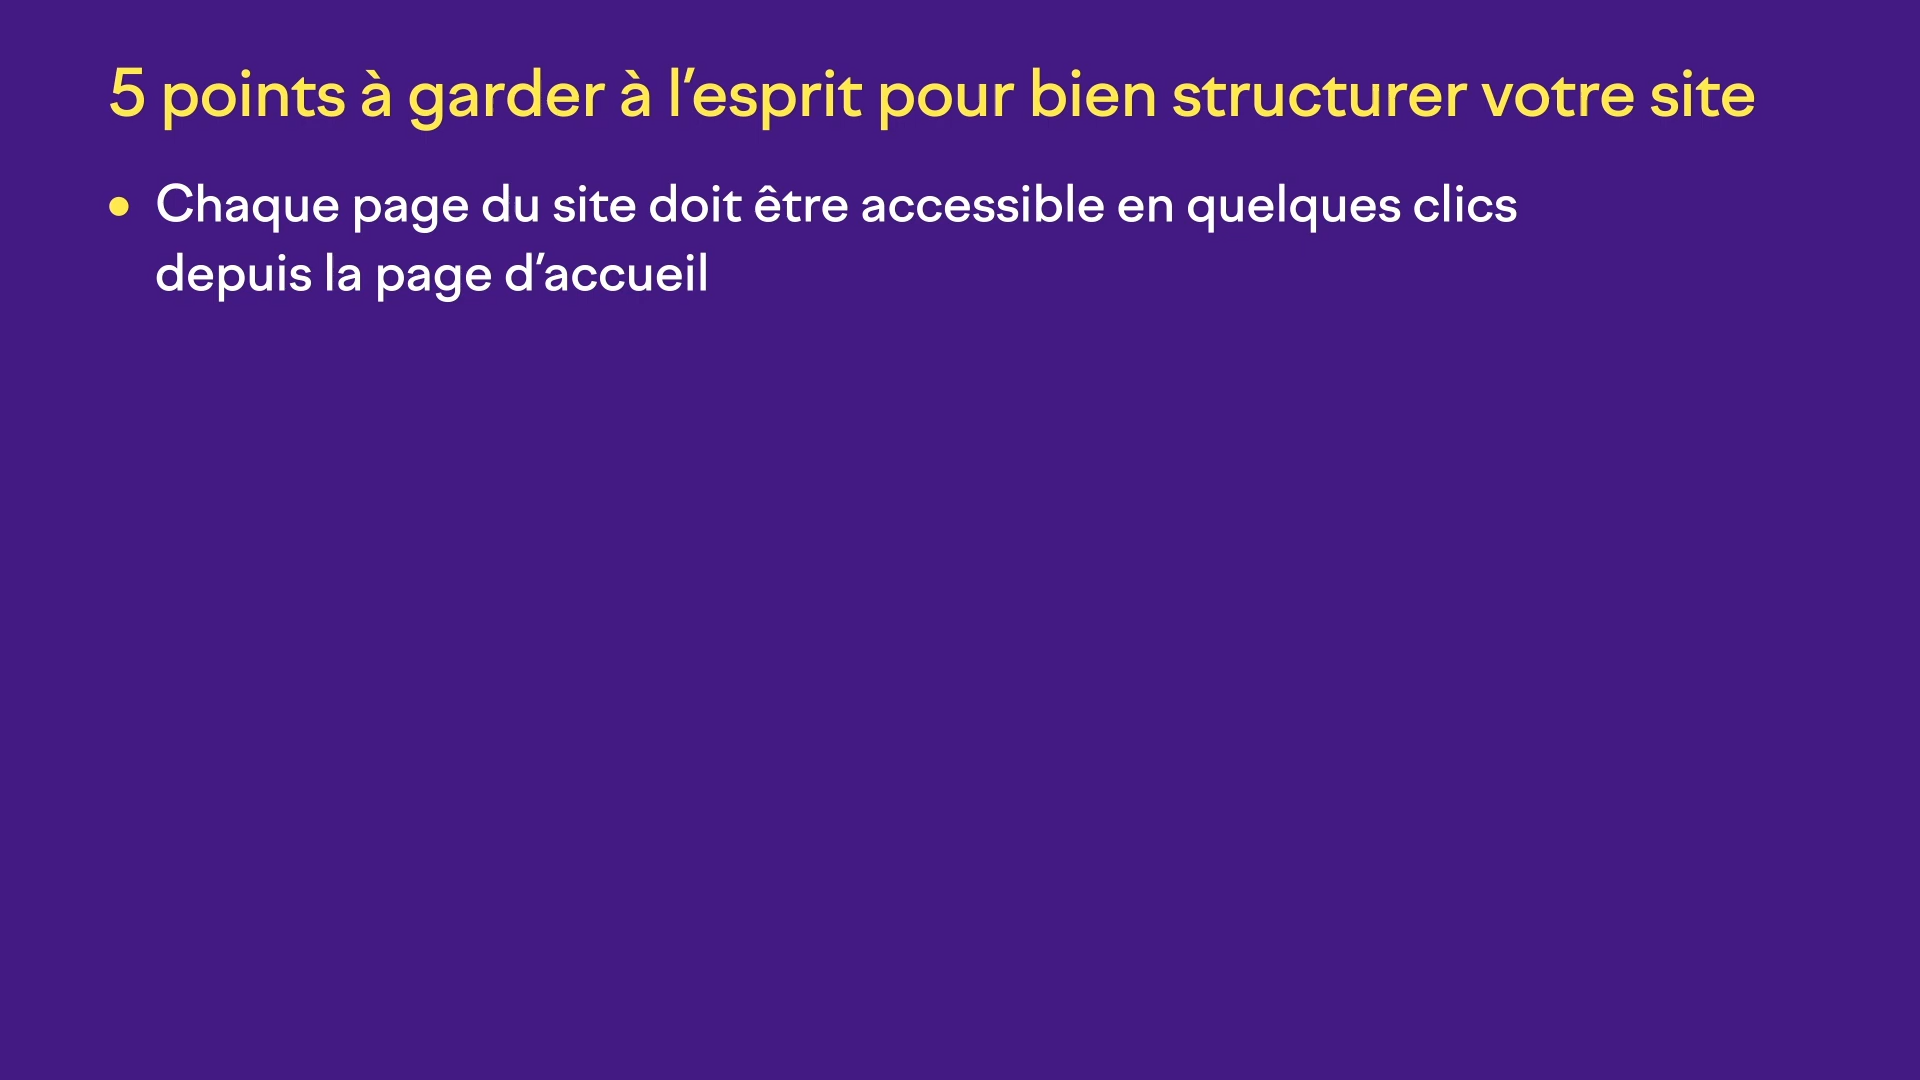 5 points à garder à l’esprit pour bien structurer votre site
• Chaque page du site doit être accessible en quelques clics
depuis la page d’accueil